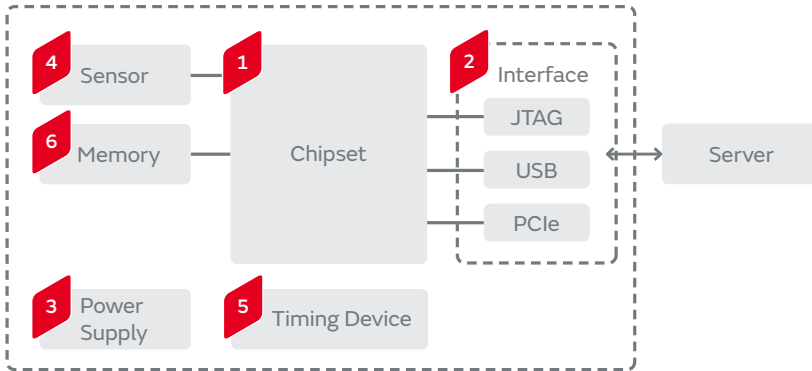 4
Sensor
1
Chipset
2
Interface
JTAG
USB
PCIe
Server
6
Memory
3
Power
Supply
5
Timing Device